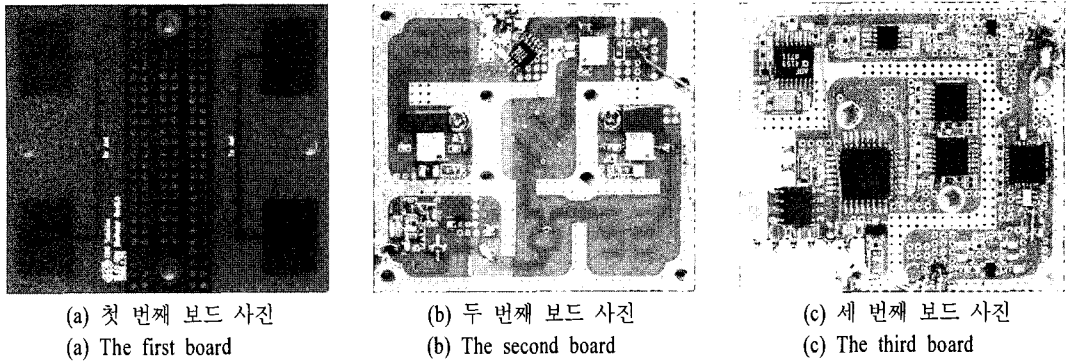 (a) 첫 번째 보드 사진
(a) The first board
(b) 두 번째 보드 사진
(b) The second board
(c) 세 번째 보드 사진
(c) The third board